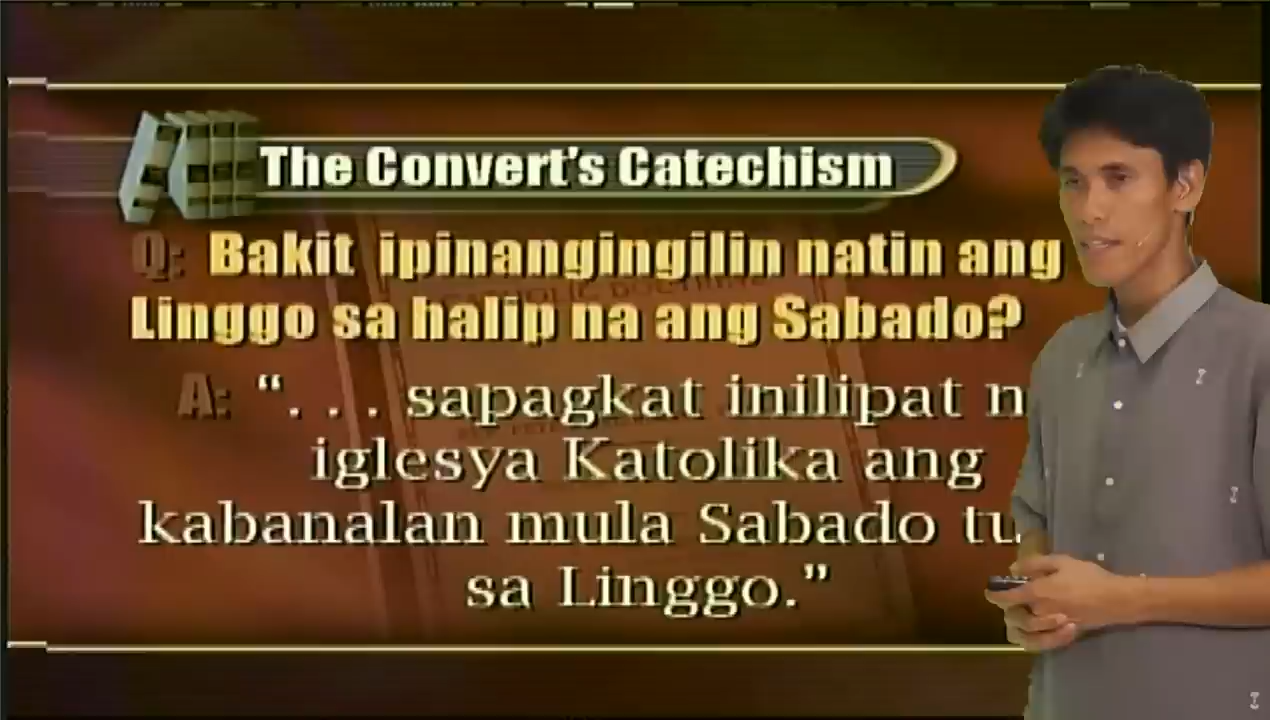 The Convert's Catechism
Q: Bakit ipinangingilin natin ang
Linggo sa halip na ang Sabado?
A: ". . . sapagkat inilipat
iglesya Katolika ang
kabanalan mula Sabado
sa Linggo."